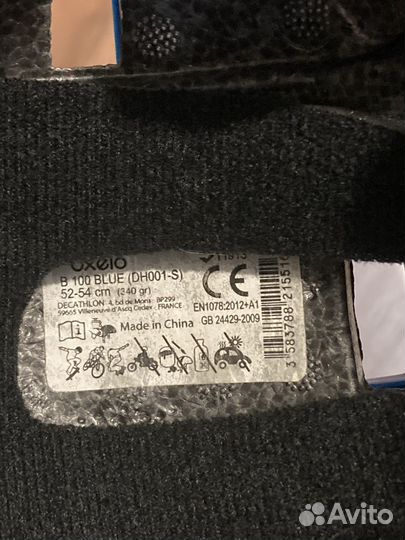 oxelo
B 100 BLUE (DH001-S)
52-54 cm (340 gr)
DECATHLON 4, bd de Mons BP299
59665 Villeneuve d'Ascq Cedex - FRANCE
CE
EN1078:2012+A1
Made in China
GB 24429-2009
Avito